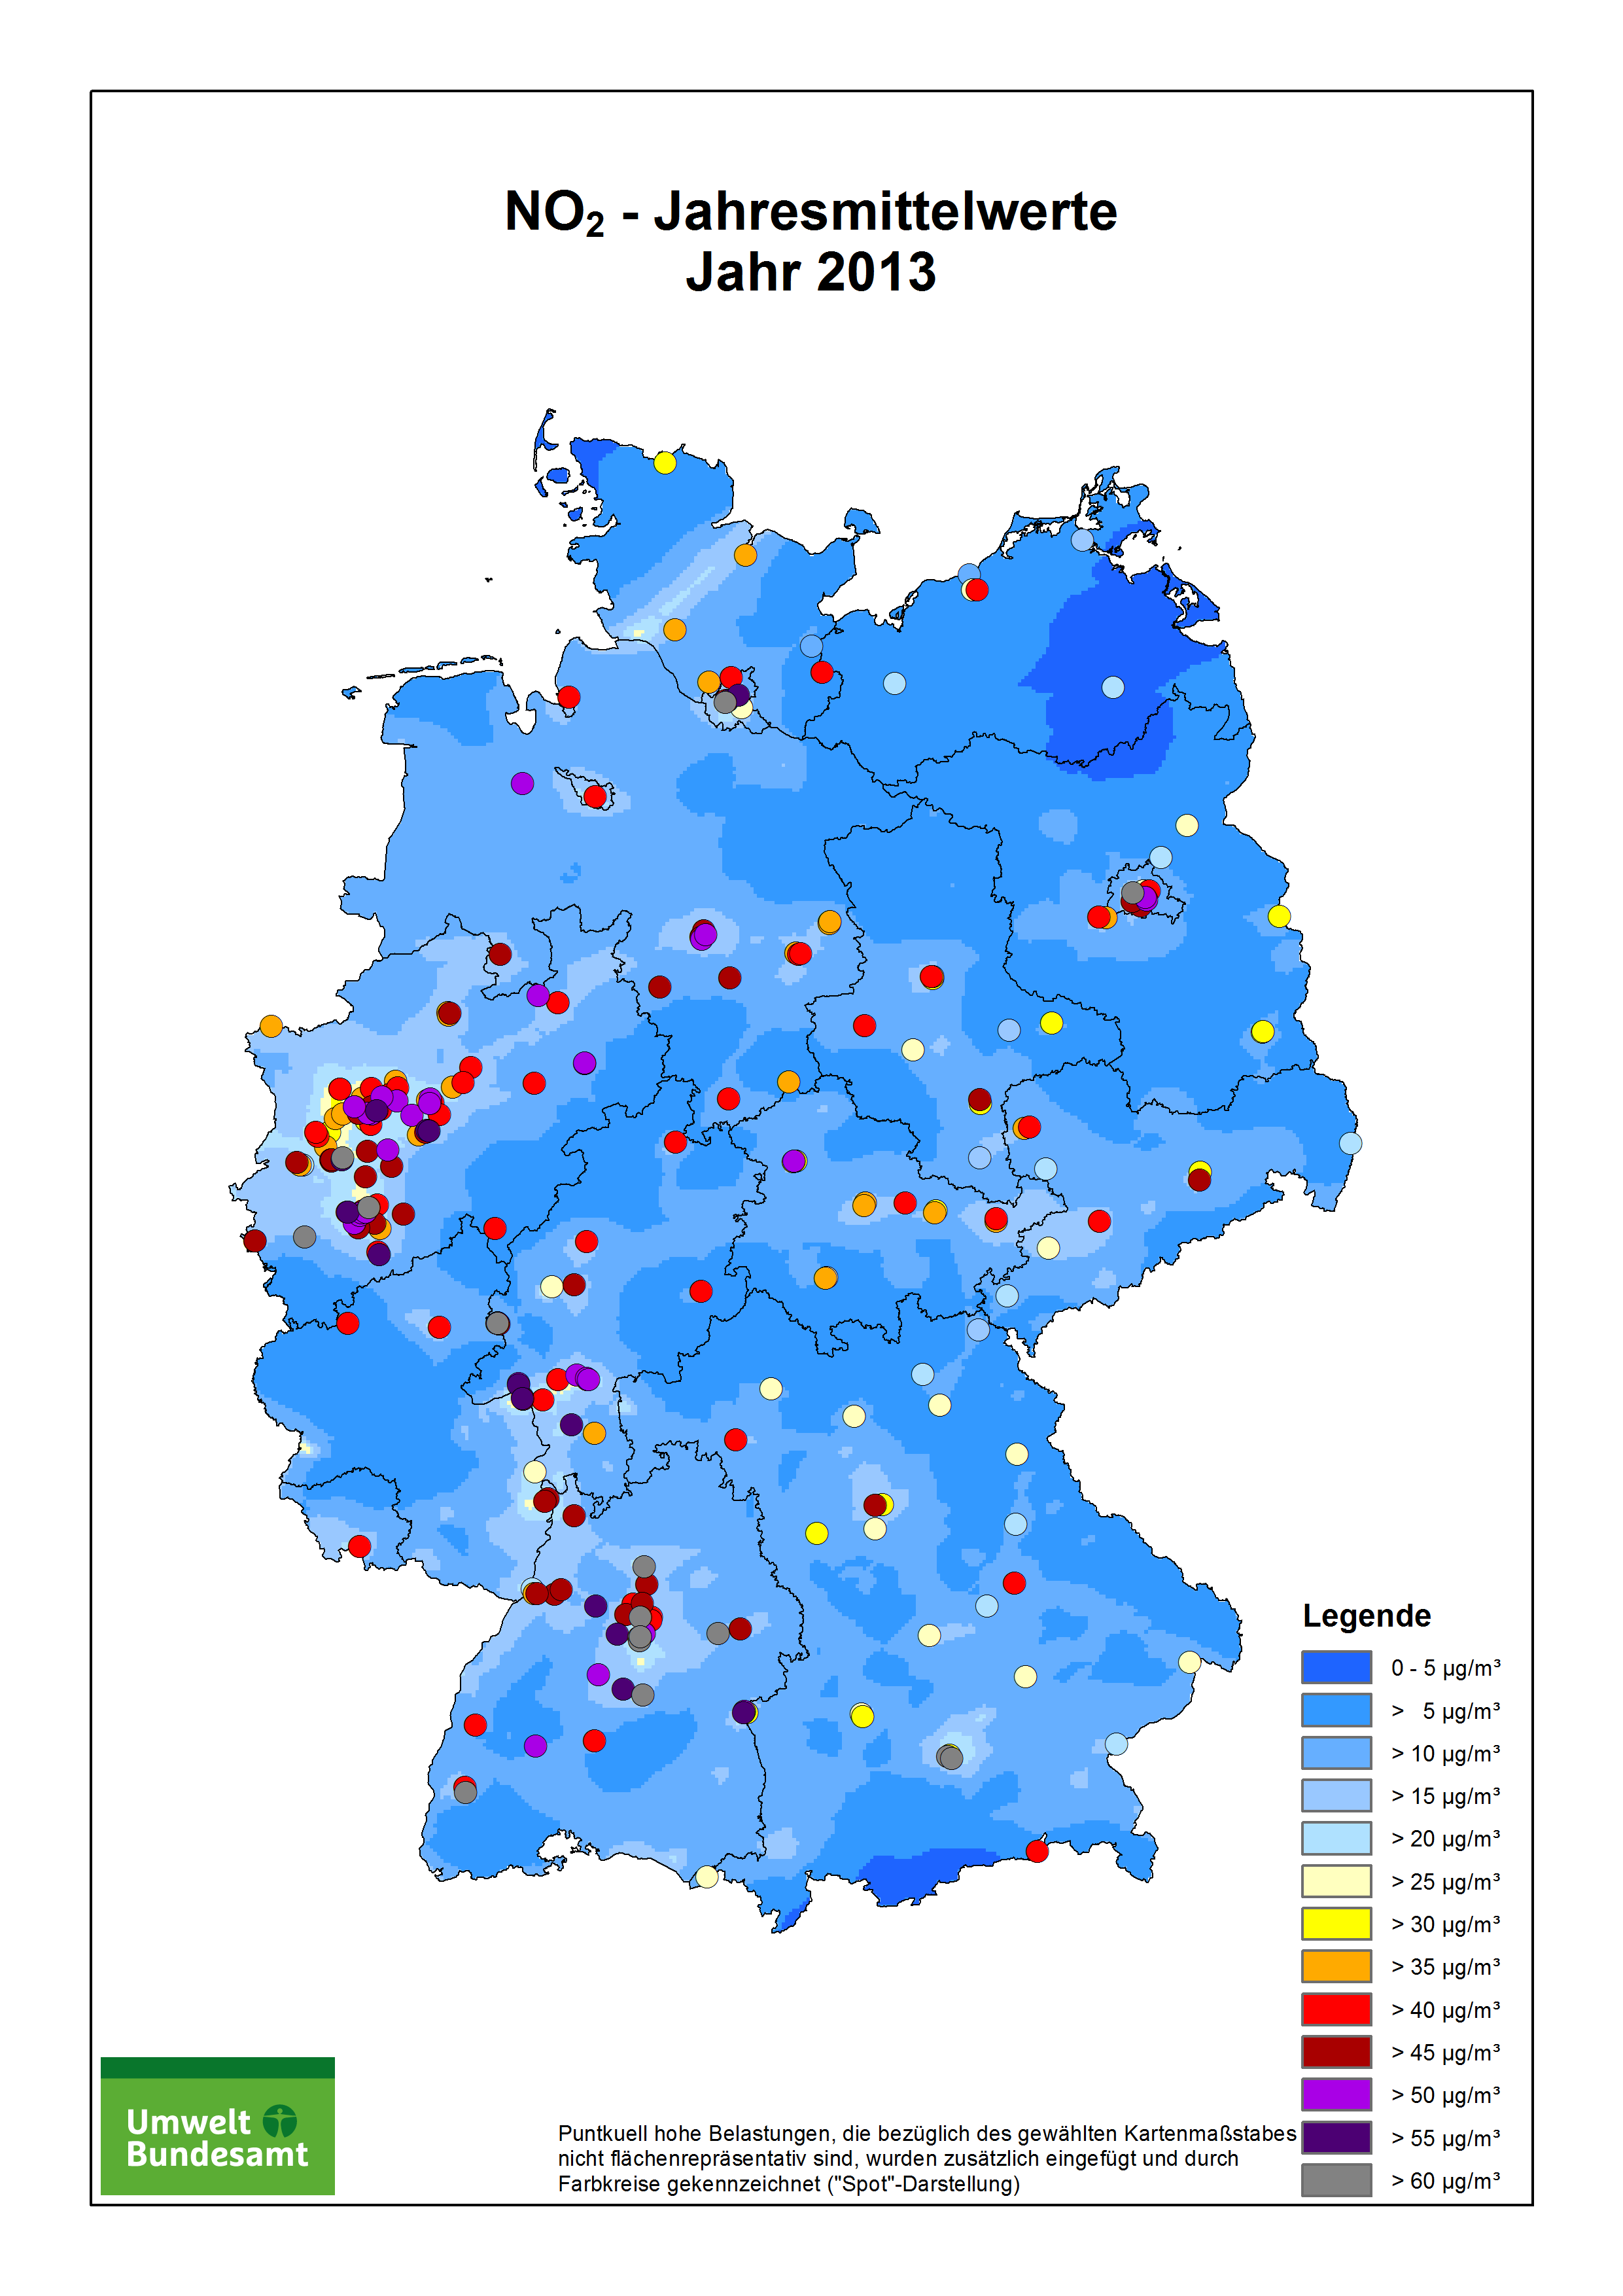 NO₂ - Jahresmittelwerte
Jahr 2013
Legende
0 - 5 µg/m³
> 5 µg/m³
> 10 µg/m³
> 15 µg/m³
> 20 µg/m³
> 25 µg/m³
> 30 µg/m³
> 35 µg/m³
> 40 µg/m³
> 45 µg/m³
> 50 µg/m³
> 55 µg/m³
> 60 µg/m³
Umwelt
Bundesamt
Puntkuell hohe Belastungen, die bezüglich des gewählten Kartenmaßstabes
nicht flächenrepräsentativ sind, wurden zusätzlich eingefügt und durch
Farbkreise gekennzeichnet ("Spot"-Darstellung)